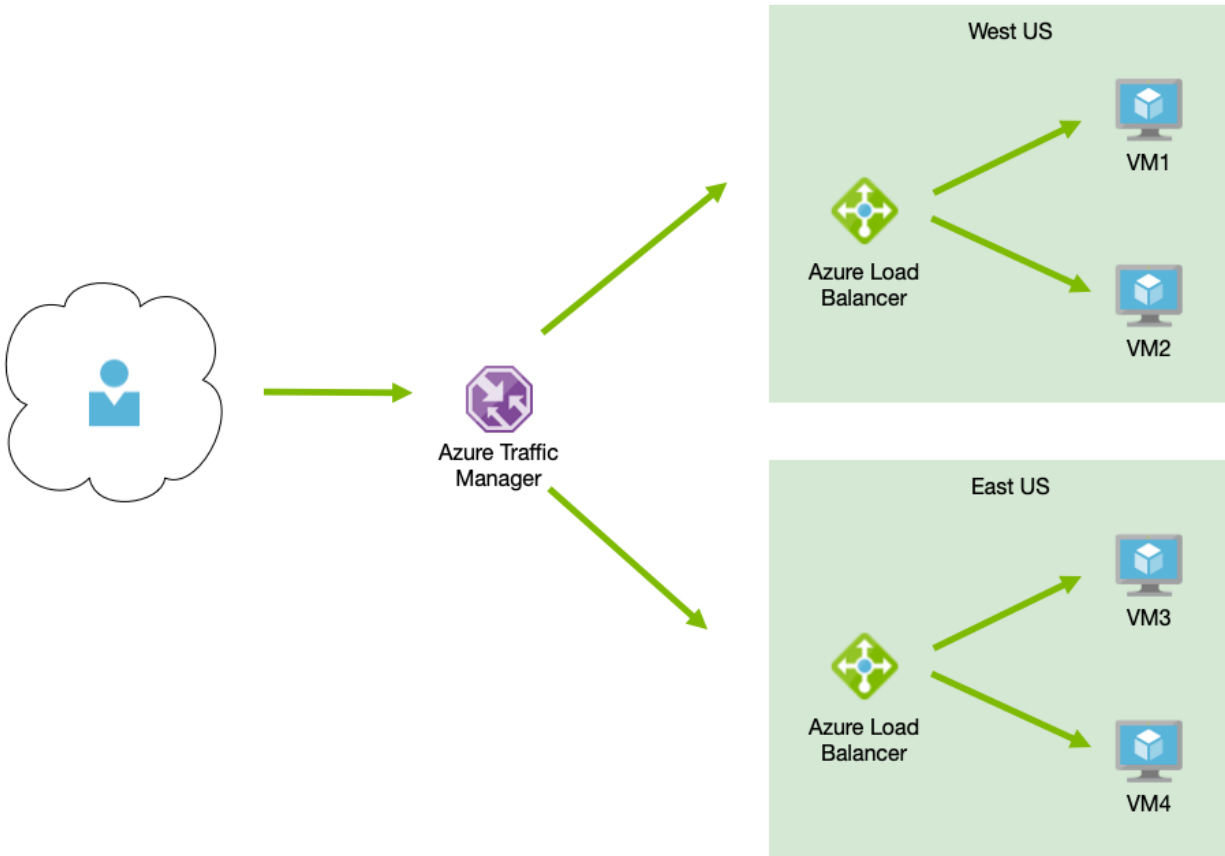 West US
VM1
Azure Load
Balancer
VM2
Azure Traffic
Manager
East US
VM3
Azure Load
Balancer
VM4